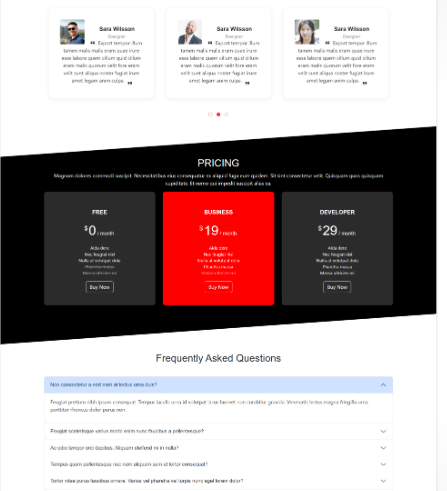 Sara Wilsson
Designer
Export tempor illum
tamen malis malis eram quae irure
esse labore quem cillum quid cillum
eram malis quorum velit fore eram
velit sunt aliqua noster fugiat irure
amet legam anim culpa.
Sara Wilsson
Designer
Export tempor illum
tamen malis malis eram quae irure
esse labore quem cillum quid cillum
eram malis quorum velit fore eram
velit sunt aliqua noster fugiat irure
amet legam anim culpa.
Sara Wilsson
Designer
Export tempor illum
tamen malis malis eram quae irure
esse labore quem cillum quid cillum
eram malis quorum velit fore eram
velit sunt aliqua noster fugiat irure
amet legam anim culpa.
PRICING
Magnam dolores commodi suscipit. Necessitatibus eius consequatur ex aliquid fuga eum quidem. Sit sint consectetur velit. Quisquam quos quisquam
cupiditate. Et nemo qui impedit suscipit alias ea.
FREE
$0 / month
Aida dere
Nec feugiat nisl
Nulla at volutpat dola
Pharetra massa
Massa ultricies mi
Buy Now
BUSINESS
$19 / month
Aida dere
Nec feugiat nisl
Nulla at volutpat dola
Pharetra massa
Massa ultricies mi
Buy Now
DEVELOPER
$29 / month
Aida dere
Nec feugiat nisl
Nulla at volutpat dola
Pharetra massa
Massa ultricies mi
Buy Now
Frequently Asked Questions
Non consectetur a erat nam at lectus urna duis?
Feugiat pretium nibh ipsum consequat. Tempus iaculis urna id volutpat lacus laoreet non curabitur gravida. Venenatis lectus magna fringilla urna
porttitor rhoncus dolor purus non.
Feugiat scelerisque varius morbi enim nunc faucibus a pellentesque?
Ac odio tempor orci dapibus. Aliquam eleifend mi in nulla?
Tempus quam pellentesque nec nam aliquam sem et tortor consequat?
Tortor vitae purus faucibus ornare. Varius vel pharetra vel turpis nunc eget lorem dolor?